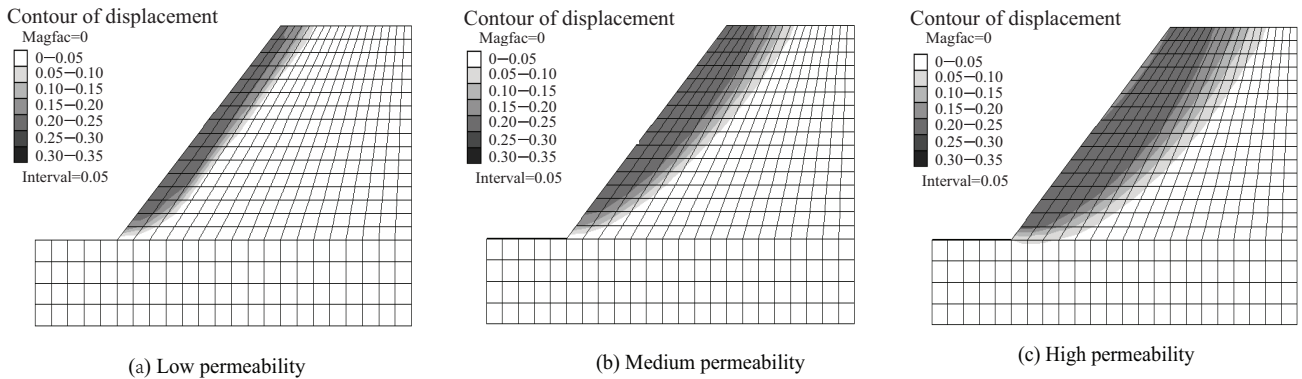 Contour of displacement
Magfac=0
0—0.05
0.05—0.10
0.10—0.15
0.15—0.20
0.20—0.25
0.25—0.30
0.30—0.35
Interval=0.05
(a) Low permeability
Contour of displacement
Magfac=0
0—0.05
0.05—0.10
0.10—0.15
0.15—0.20
0.20—0.25
0.25—0.30
0.30—0.35
Interval=0.05
(b) Medium permeability
Contour of displacement
Magfac=0
0—0.05
0.05—0.10
0.10—0.15
0.15—0.20
0.20—0.25
0.25—0.30
0.30—0.35
Interval=0.05
(c) High permeability